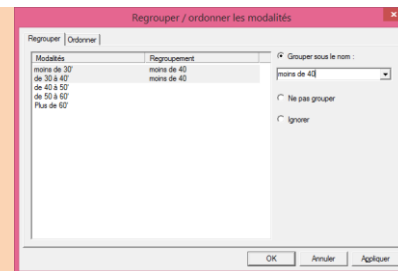 Regrouper / ordonner les modalités
x
Regrouper Ordonner
Modalités Regroupement
moins de 30' moins de 40
de 30 à 40' moins de 40
de 40 à 50'
de 50 à 60'
Plus de 60'
Grouper sous le nom :
moins de 40
Ne pas grouper
Ignorer
OK Annuler Appliquer